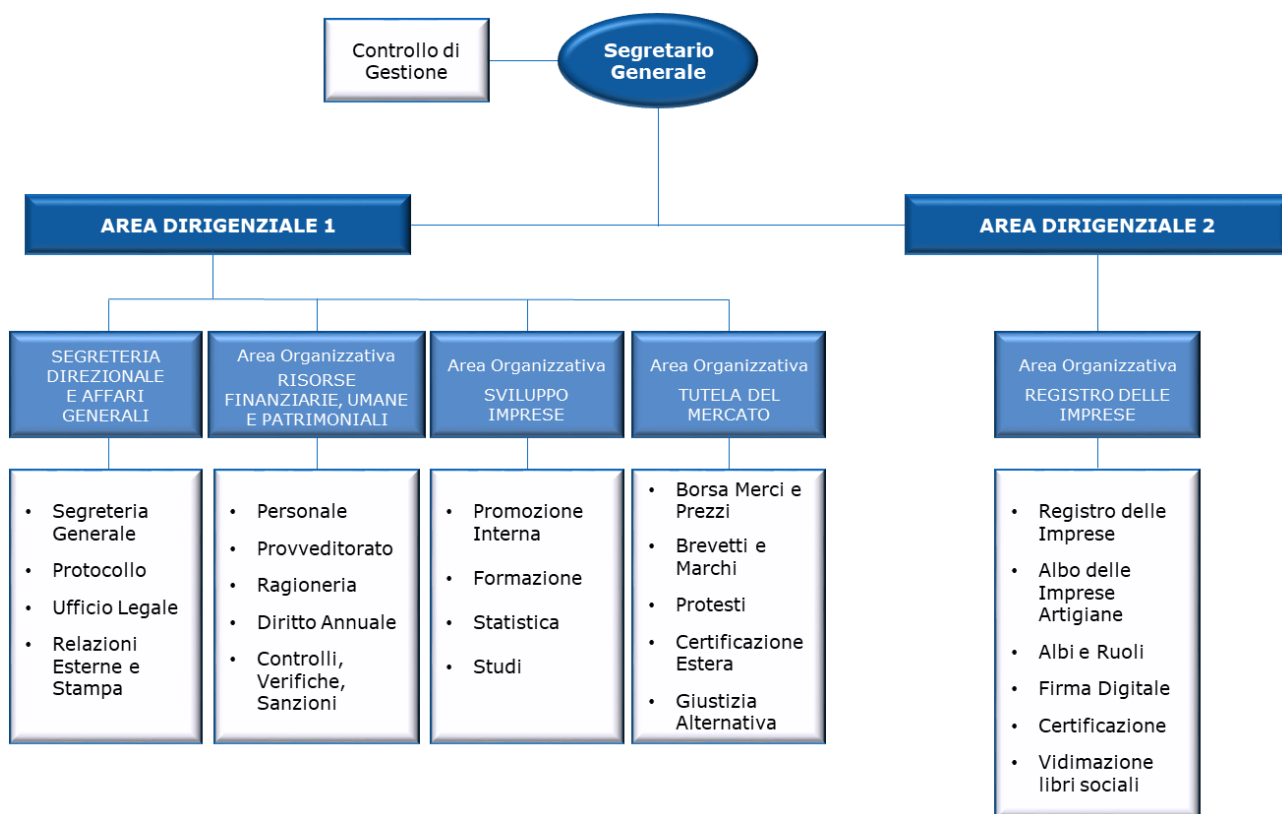 Controllo di
Gestione
Segretario
Generale
AREA DIRIGENZIALE 1
AREA DIRIGENZIALE 2
SEGRETERIA
DIREZIONALE
E AFFARI
GENERALI
Area Organizzativa
RISORSE
FINANZIARIE, UMANE
E PATRIMONIALI
Area Organizzativa
SVILUPPO
IMPRESE
Area Organizzativa
TUTELA DEL
MERCATO
Area Organizzativa
REGISTRO DELLE
IMPRESE
• Segreteria
Generale
• Protocollo
• Ufficio Legale
• Relazioni
Esterne e
Stampa
• Personale
• Provveditorato
• Ragioneria
• Diritto Annuale
• Controlli,
Verifiche,
Sanzioni
• Promozione
Interna
• Formazione
• Statistica
• Studi
• Borsa Merci e
Prezzi
• Brevetti e
Marchi
• Protesti
• Certificazione
Estera
• Giustizia
Alternativa
• Registro delle
Imprese
• Albo delle
Imprese
Artigiane
• Albi e Ruoli
• Firma Digitale
• Certificazione
• Vidimazione
libri sociali